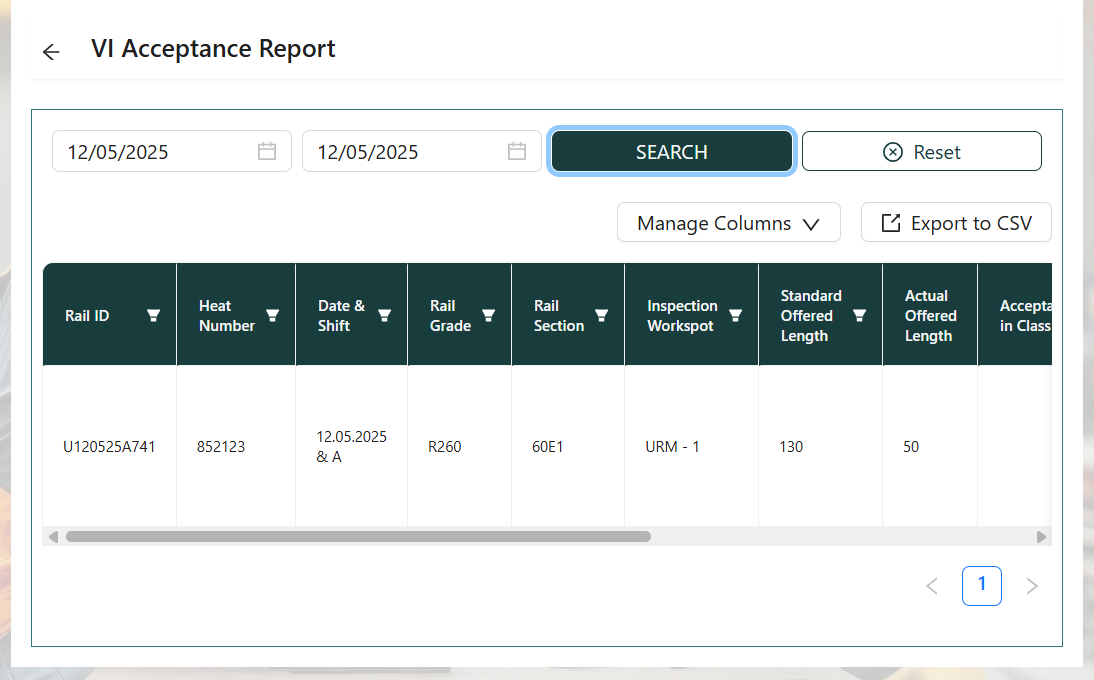 VI Acceptance Report
12/05/2025
12/05/2025
SEARCH
Reset
Manage Columns
Export to CSV
Rail ID
Heat
Number
Date &
Shift
Rail
Grade
Rail
Section
Inspection
Workspot
Standard
Offered
Length
Actual
Offered
Length
Accepta
in Class
U120525A741
852123
12.05.2025
& A
R260
60E1
URM - 1
130
50
1